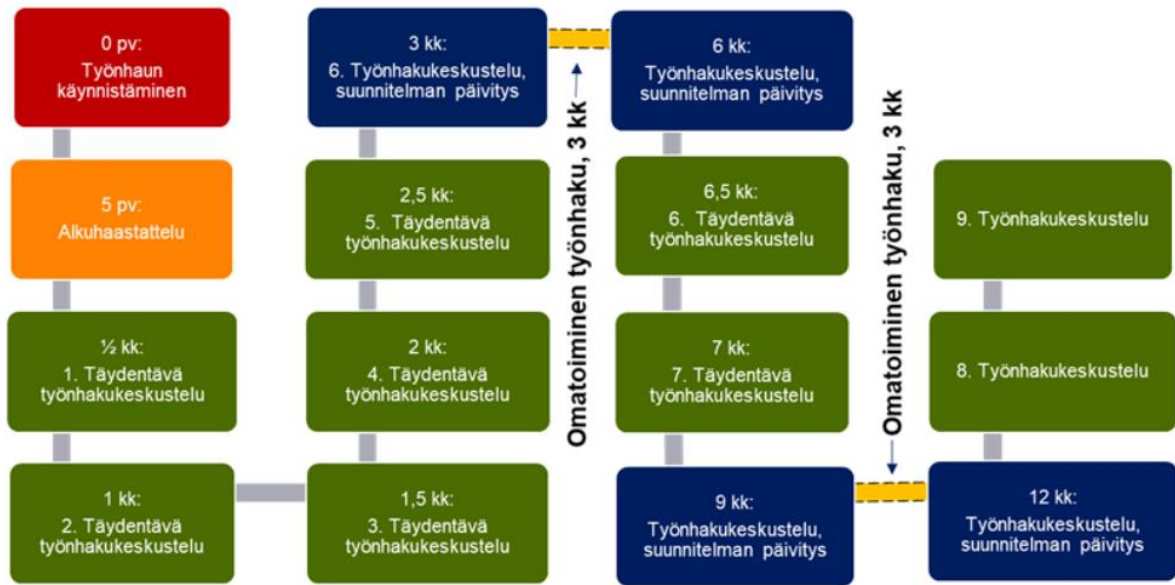 0 pv:
Työnhaun
käynnistäminen
5 pv:
Alkuhaastattelu
½ kk:
1. Täydentävä
työnhakukeskustelu
1 kk:
2. Täydentävä
työnhakukeskustelu
1,5 kk:
3. Täydentävä
työnhakukeskustelu
2 kk:
4. Täydentävä
työnhakukeskustelu
2,5 kk:
5. Täydentävä
työnhakukeskustelu
3 kk:
6. Työnhakukeskustelu,
suunnitelman päivitys
Omatoiminen työnhaku, 3 kk
6 kk:
Työnhakukeskustelu,
suunnitelman päivitys
6,5 kk:
6. Täydentävä
työnhakukeskustelu
7 kk:
7. Täydentävä
työnhakukeskustelu
9 kk:
Työnhakukeskustelu,
suunnitelman päivitys
Omatoiminen työnhaku, 3 kk
12 kk:
Työnhakukeskustelu,
suunnitelman päivitys
8. Työnhakukeskustelu
9. Työnhakukeskustelu